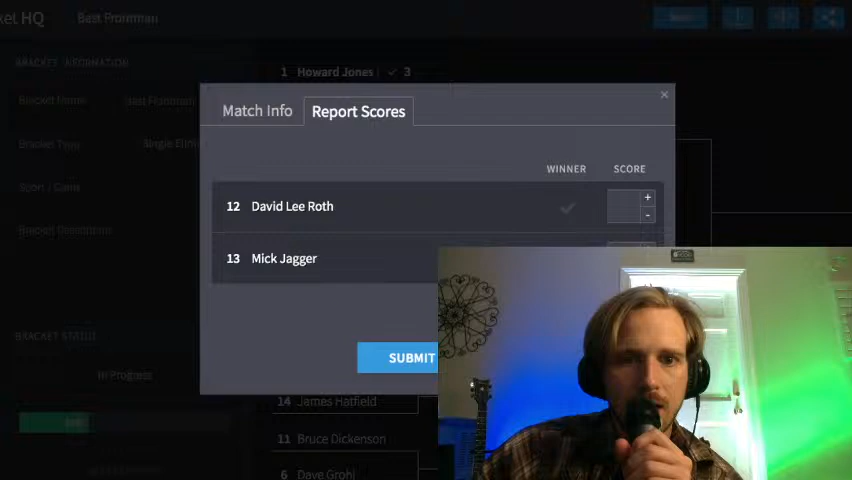 ket HQ
Best Frontman
BRACKET INFORMATION
1 Howard Jones ✓ 3
Bracket Name Best Frontman
Match Info Report Scores ×
Bracket Type Single Elim
WINNER SCORE
Sport / Game
12 David Lee Roth +
-
Bracket Description
13 Mick Jagger
BRACKET STATUS
SUBMIT
In Progress
14 James Hatfield
11 Bruce Dickenson
6 Dave Grohl